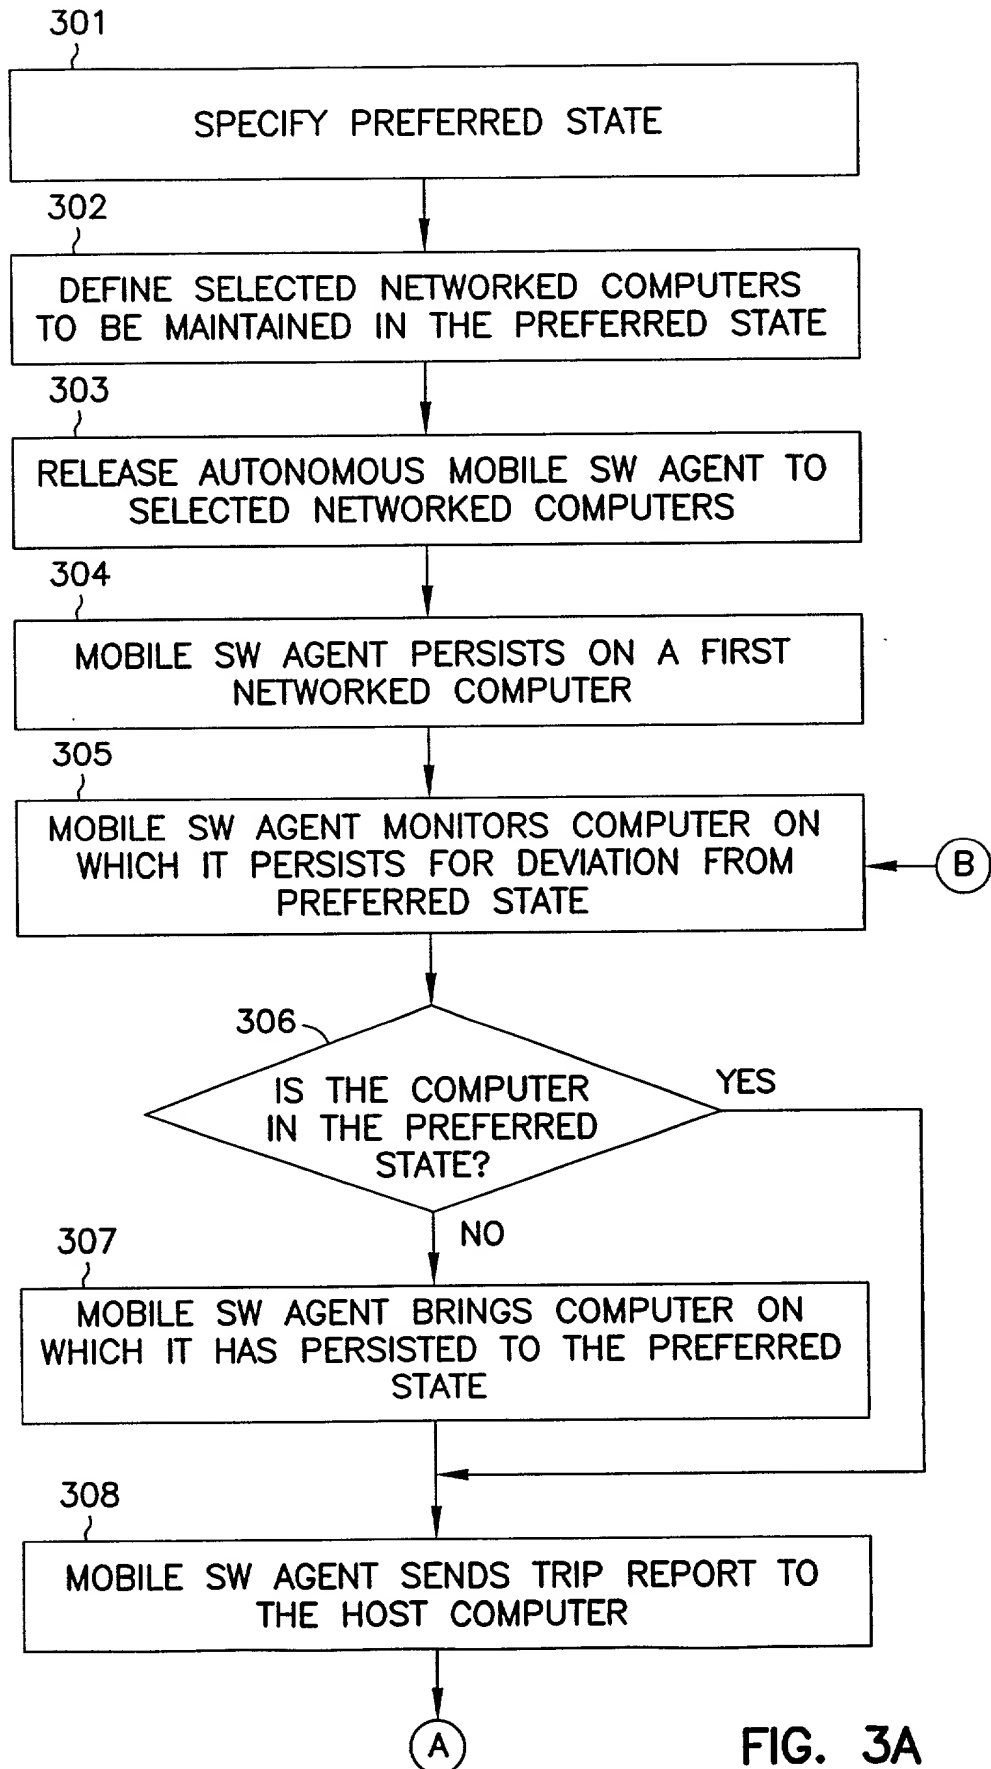 301
SPECIFY PREFERRED STATE
302
DEFINE SELECTED NETWORKED COMPUTERS
TO BE MAINTAINED IN THE PREFERRED STATE
303
RELEASE AUTONOMOUS MOBILE SW AGENT TO
SELECTED NETWORKED COMPUTERS
304
MOBILE SW AGENT PERSISTS ON A FIRST
NETWORKED COMPUTER
305
MOBILE SW AGENT MONITORS COMPUTER ON
WHICH IT PERSISTS FOR DEVIATION FROM
PREFERRED STATE
B
306
IS THE COMPUTER
IN THE PREFERRED
STATE?
YES
NO
307
MOBILE SW AGENT BRINGS COMPUTER ON
WHICH IT HAS PERSISTED TO THE PREFERRED
STATE
308
MOBILE SW AGENT SENDS TRIP REPORT TO
THE HOST COMPUTER
A
FIG. 3A